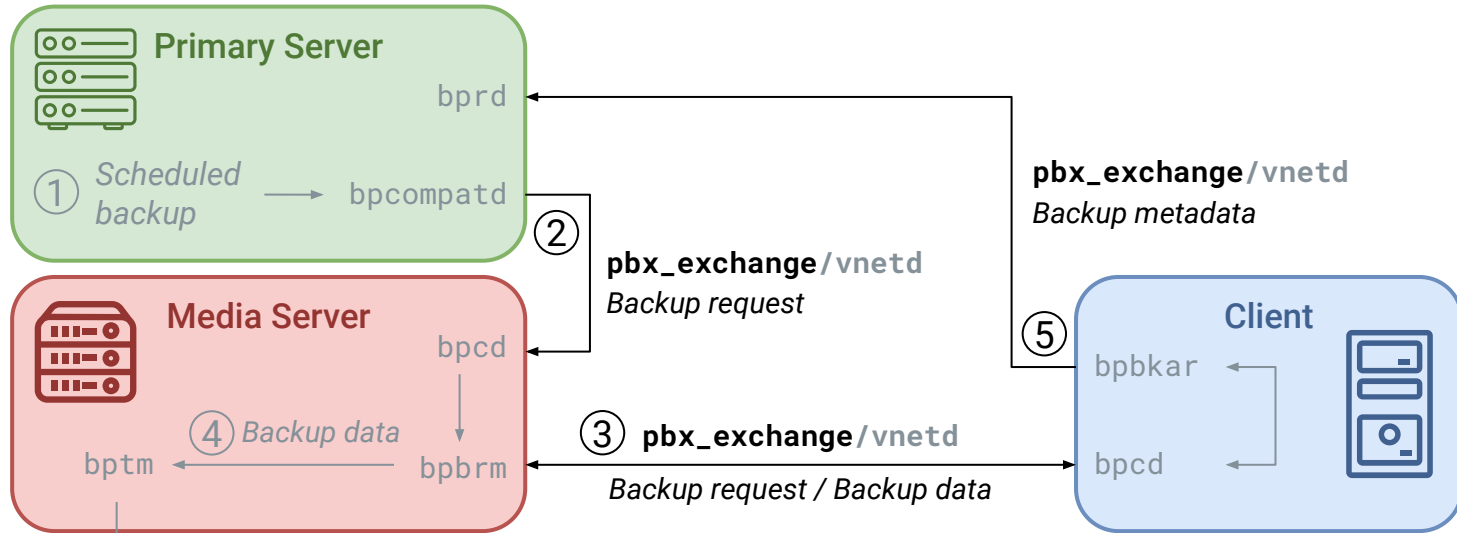 Primary Server
bprd
① Scheduled
backup
bpcompatd
②
pbx_exchange/vnetd
Backup request
pbx_exchange/vnetd
Backup metadata
Media Server
bpcd
④ Backup data
bptm
bpbrm
③ pbx_exchange/vnetd
Backup request / Backup data
⑤
Client
bpbkar
bpcd